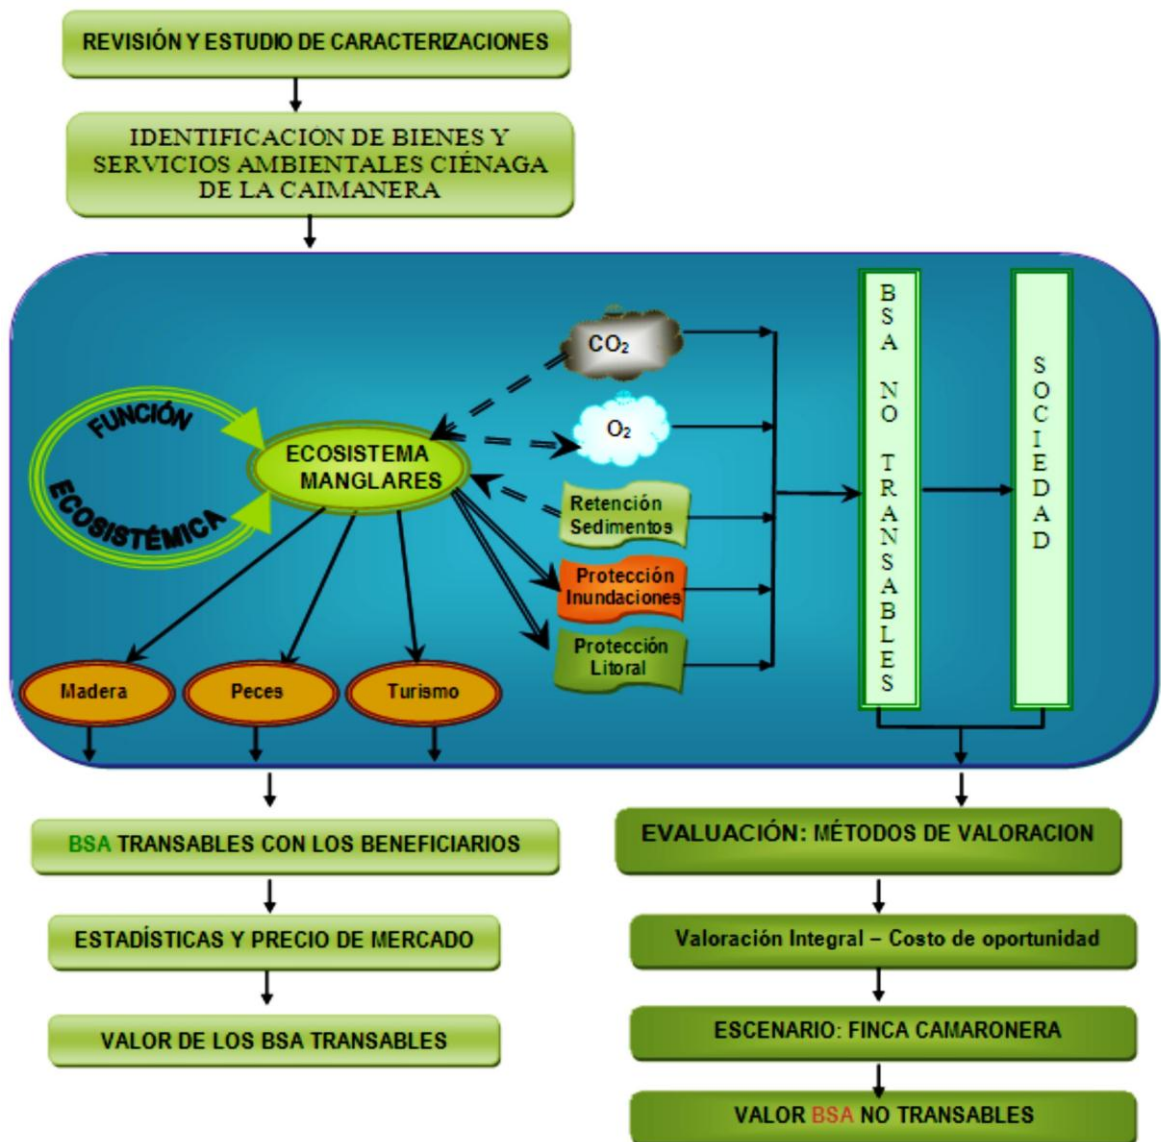 REVISIÓN Y ESTUDIO DE CARACTERIZACIONES
IDENTIFICACIÓN DE BIENES Y
SERVICIOS AMBIENTALES CIÉNAGA
DE LA CAIMANERA
FUNCIÓN
ECOSISTÉMICA
ECOSISTEMA
MANGLARES
CO₂
O₂
Retención
Sedimentos
Protección
Inundaciones
Protección
Litoral
BSA NO TRANSABLES
SOCIEDAD
Madera
Peces
Turismo
BSA TRANSABLES CON LOS BENEFICIARIOS
ESTADÍSTICAS Y PRECIO DE MERCADO
VALOR DE LOS BSA TRANSABLES
EVALUACIÓN: MÉTODOS DE VALORACION
Valoración Integral – Costo de oportunidad
ESCENARIO: FINCA CAMARONERA
VALOR BSA NO TRANSABLES